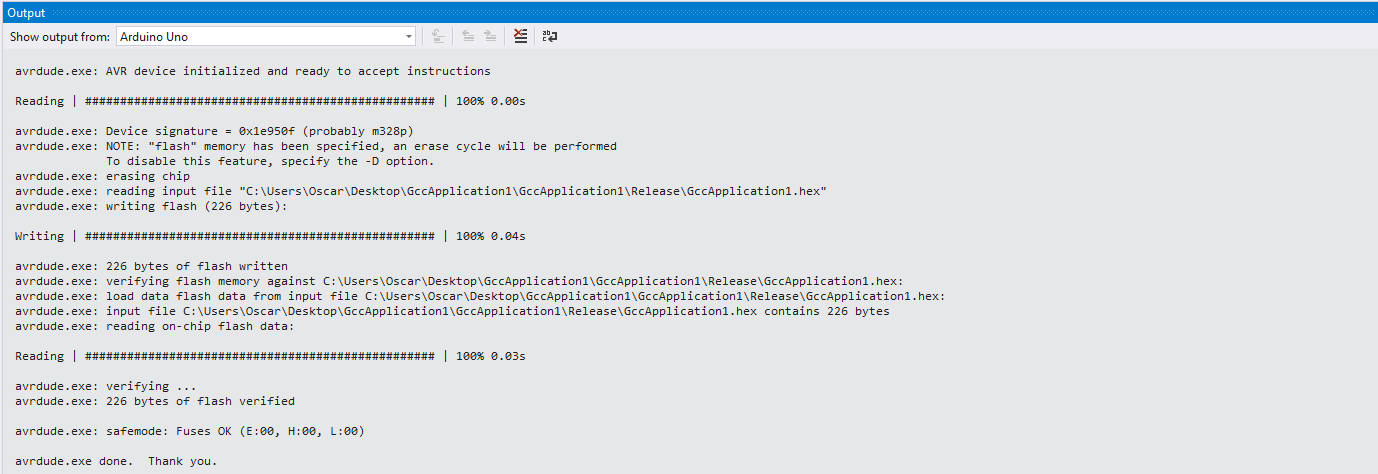 Output
Show output from: Arduino Uno
avrdude.exe: AVR device initialized and ready to accept instructions
Reading | ################################################## | 100% 0.00s
avrdude.exe: Device signature = 0x1e950f (probably m328p)
avrdude.exe: NOTE: "flash" memory has been specified, an erase cycle will be performed
To disable this feature, specify the -D option.
avrdude.exe: erasing chip
avrdude.exe: reading input file "C:\Users\Oscar\Desktop\GccApplication1\GccApplication1\Release\GccApplication1.hex"
avrdude.exe: writing flash (226 bytes):
Writing | ################################################## | 100% 0.04s
avrdude.exe: 226 bytes of flash written
avrdude.exe: verifying flash memory against C:\Users\Oscar\Desktop\GccApplication1\GccApplication1\Release\GccApplication1.hex:
avrdude.exe: load data flash data from input file C:\Users\Oscar\Desktop\GccApplication1\GccApplication1\Release\GccApplication1.hex:
avrdude.exe: input file C:\Users\Oscar\Desktop\GccApplication1\GccApplication1\Release\GccApplication1.hex contains 226 bytes
avrdude.exe: reading on-chip flash data:
Reading | ################################################## | 100% 0.03s
avrdude.exe: verifying ...
avrdude.exe: 226 bytes of flash verified
avrdude.exe: safemode: Fuses OK (E:00, H:00, L:00)
avrdude.exe done.  Thank you.